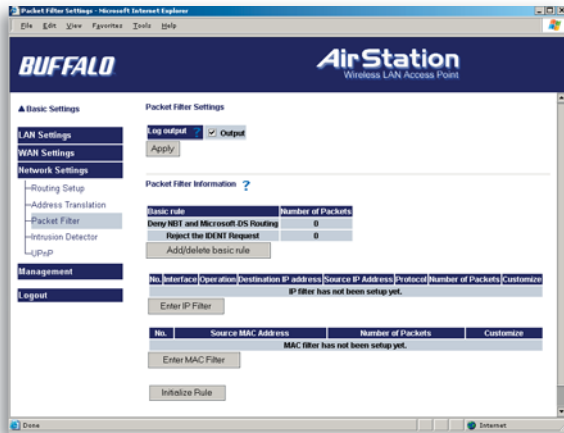 Packet Filter Settings - Microsoft Internet Explorer
File Edit View Favorites Tools Help
BUFFALO
AirStation
Wireless LAN Access Point
Basic Settings
LAN Settings
WAN Settings
Network Settings
Routing Setup
Address Translation
Packet Filter
Intrusion Detector
UPnP
Management
Logout
Packet Filter Settings
Log output ? Output
Apply
Packet Filter Information ?
Basic rule Number of Packets
Deny NBT and Microsoft-DS Routing 0
Reject the IDENT Request 0
Add/delete basic rule
No. Interface Operation Destination IP address Source IP Address Protocol Number of Packets Customize
IP filter has not been setup yet.
Enter IP Filter
No. Source MAC Address Number of Packets Customize
MAC filter has not been setup yet.
Enter MAC Filter
Initialize Rule
Done
Internet